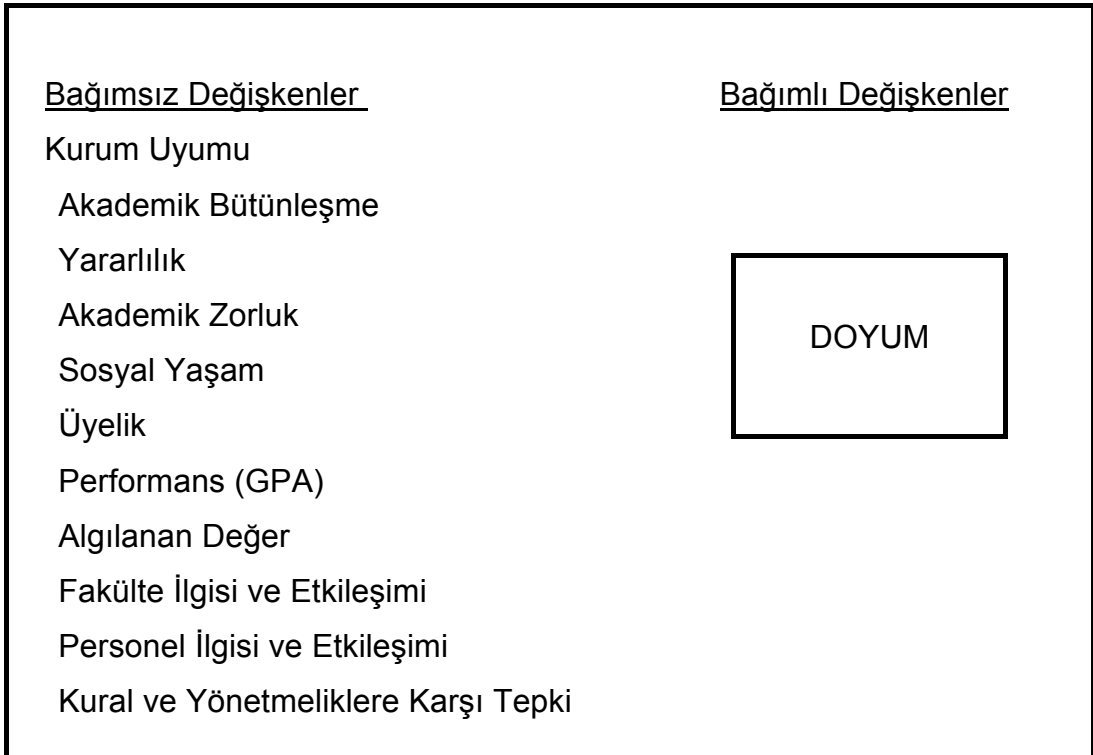 Bağımsız Değişkenler
Bağımlı Değişkenler
Kurum Uyumu
Akademik Bütünleşme
Yararlılık
Akademik Zorluk
Sosyal Yaşam
Üyelik
Performans (GPA)
Algılanan Değer
Fakülte İlgisi ve Etkileşimi
Personel İlgisi ve Etkileşimi
Kural ve Yönetmeliklere Karşı Tepki
DOYUM